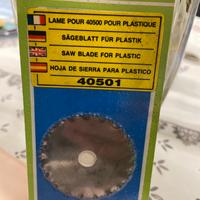 LAME POUR 40500 POUR PLASTIQUE
SÄGEBLATT FÜR PLASTIK
SAW BLADE FOR PLASTIC
HOJA DE SIERRA PARA PLASTICO
40501